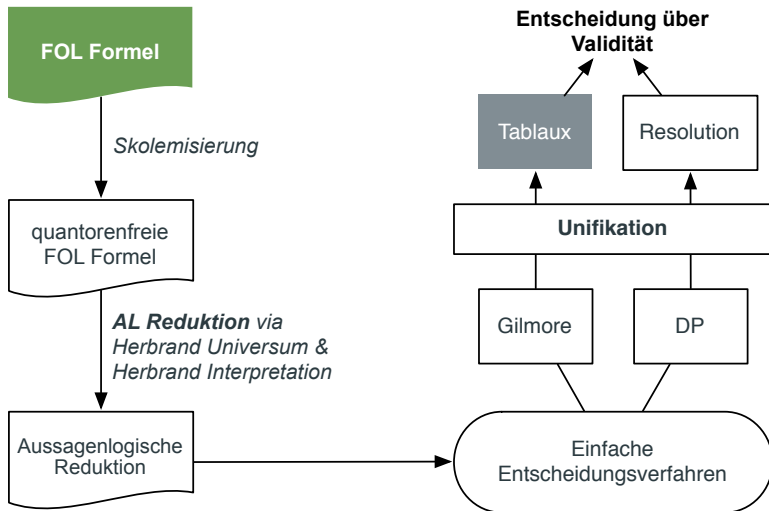 FOL Formel
Skolemisierung
quantorenfreie
FOL Formel
AL Reduktion via
Herbrand Universum &
Herbrand Interpretation
Aussagenlogische
Reduktion
Entscheidung über
Validität
Tablaux
Resolution
Unifikation
Gilmore
DP
Einfache
Entscheidungsverfahren